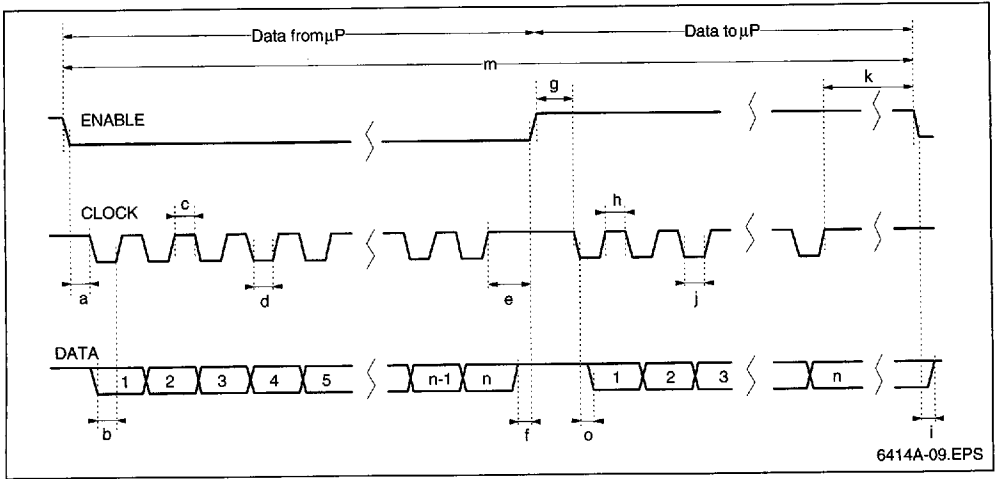 Data from µP
Data to µP
m
g
k
ENABLE
c
h
CLOCK
a
d
e
j
DATA
1 2 3 4 5 n-1 n 1 2 3 n
b
f
o
i
6414A-09.EPS